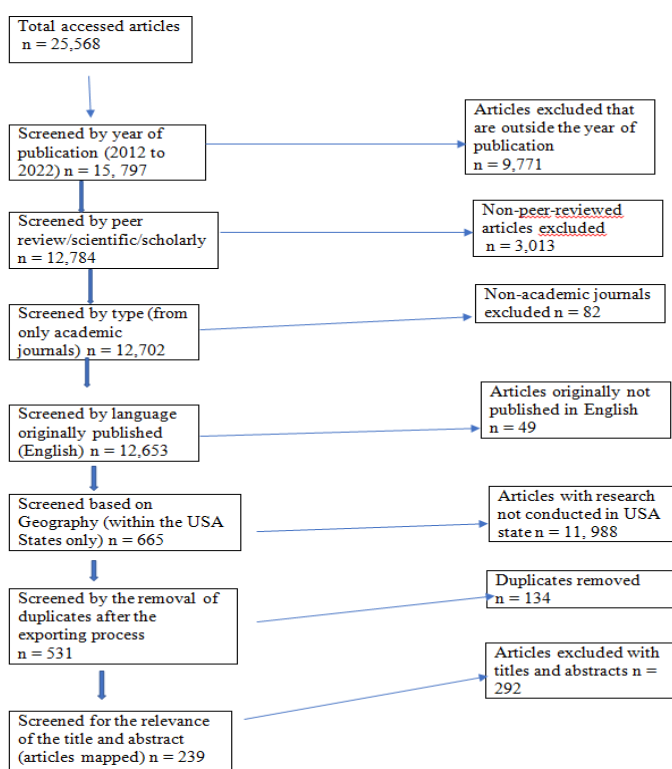 Total accessed articles
n = 25,568
Screened by year of
publication (2012 to
2022) n = 15, 797
Articles excluded that
are outside the year of
publication
n = 9,771
Screened by peer
review/scientific/scholarly
n = 12,784
Non-peer-reviewed
articles excluded
n = 3,013
Screened by type (from
only academic
journals) n = 12,702
Non-academic journals
excluded n = 82
Screened by language
originally published
(English) n = 12,653
Articles originally not
published in English
n = 49
Screened based on
Geography (within the USA
States only) n = 665
Articles with research
not conducted in USA
state n = 11, 988
Screened by the removal of
duplicates after the
exporting process
n = 531
Duplicates removed
n = 134
Screened for the relevance
of the title and abstract
(articles mapped) n = 239
Articles excluded with
titles and abstracts n =
292